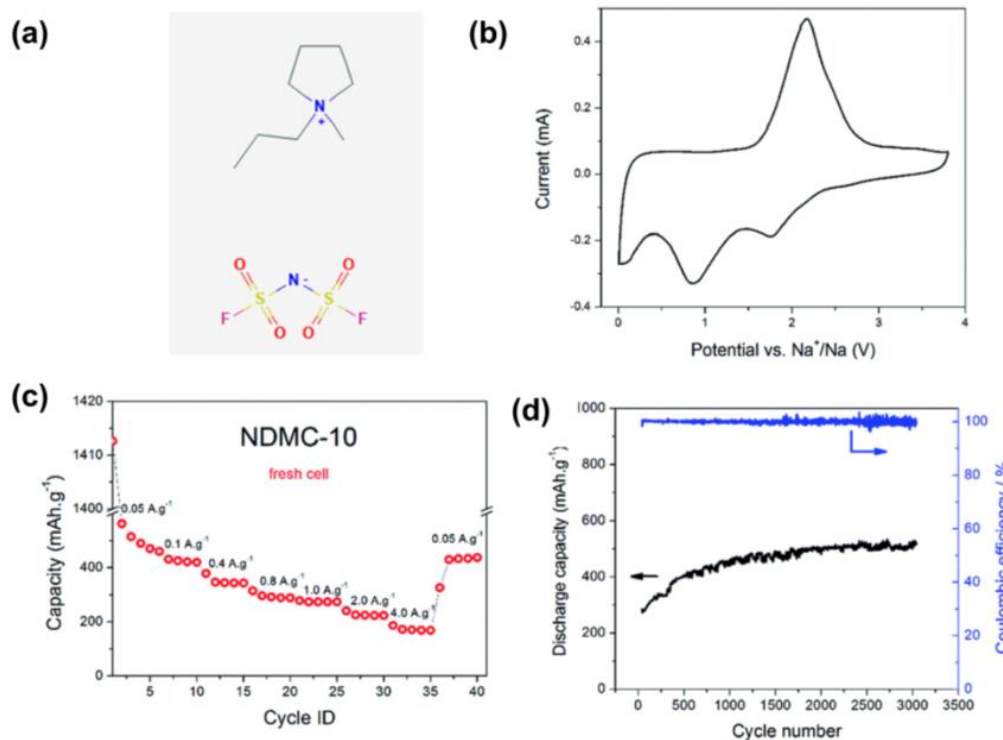 (a)
N
+
O
N
-
O
S
S
F
O
O
F
(b)
0.4
0.2
0.0
-0.2
-0.4
Current (mA)
0
1
2
3
4
Potential vs. Na⁺/Na (V)
(c)
1420
1410
1400
400
200
0
Capacity (mAh.g⁻¹)
NDMC-10
fresh cell
0.05 A.g⁻¹
0.1 A.g⁻¹
0.4 A.g⁻¹
0.8 A.g⁻¹
1.0 A.g⁻¹
2.0 A.g⁻¹
4.0 A.g⁻¹
0.05 A.g⁻¹
5
10
15
20
25
30
35
40
Cycle ID
(d)
1000
800
600
400
200
0
Discharge capacity (mAh.g⁻¹)
100
80
60
40
30
20
10
0
Coulombic efficiency / %
0
500
1000
1500
2000
2500
3000
Cycle number